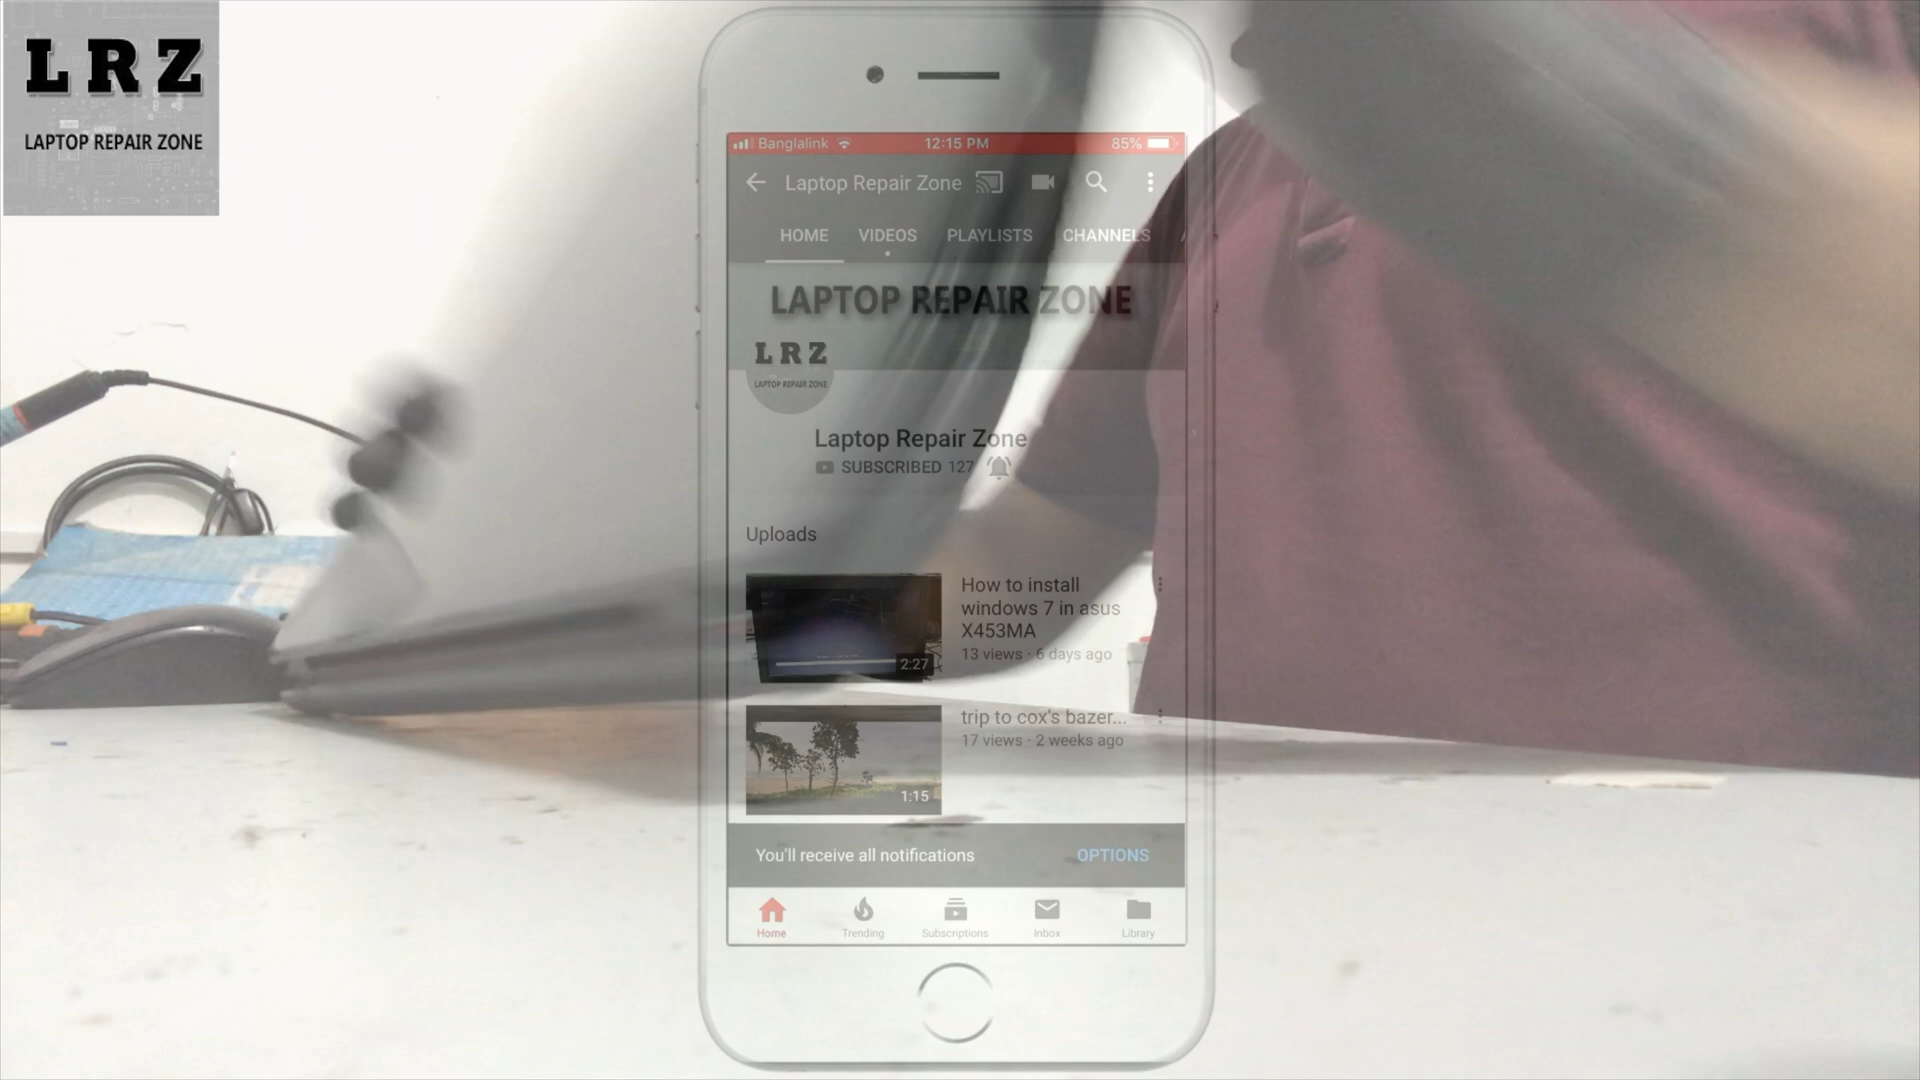 L R Z
LAPTOP REPAIR ZONE
Banglalink 12:15 PM 85%
Laptop Repair Zone
HOME VIDEOS PLAYLISTS CHANNELS
LAPTOP REPAIR ZONE
L R Z
LAPTOP REPAIR ZONE
Laptop Repair Zone
SUBSCRIBED 127
Uploads
How to install
windows 7 in asus
X453MA
13 views · 6 days ago
2:27
trip to cox's bazer...
17 views · 2 weeks ago
1:15
You'll receive all notifications OPTIONS
Home Trending Subscriptions Inbox Library